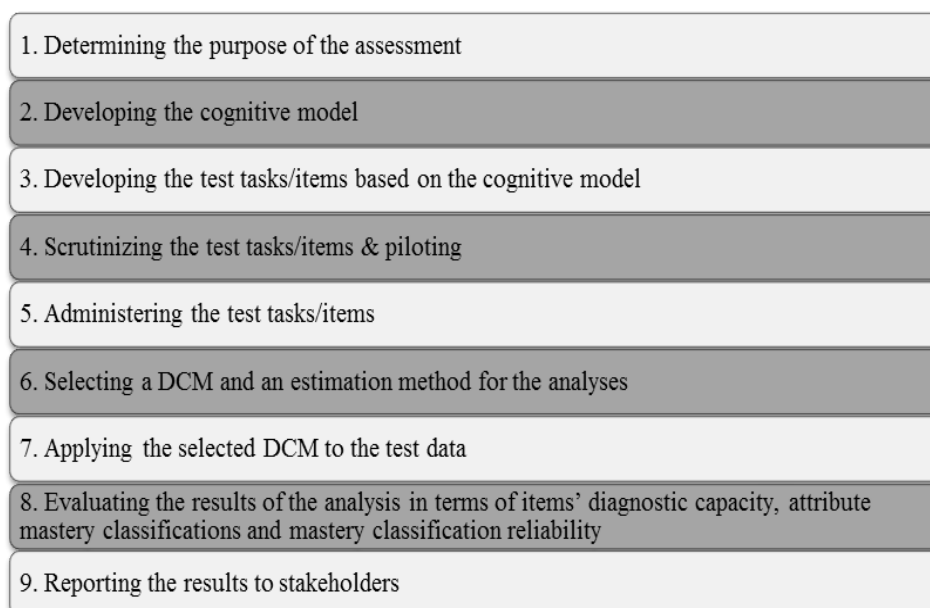 1. Determining the purpose of the assessment
2. Developing the cognitive model
3. Developing the test tasks/items based on the cognitive model
4. Scrutinizing the test tasks/items & piloting
5. Administering the test tasks/items
6. Selecting a DCM and an estimation method for the analyses
7. Applying the selected DCM to the test data
8. Evaluating the results of the analysis in terms of items’ diagnostic capacity, attribute
mastery classifications and mastery classification reliability
9. Reporting the results to stakeholders